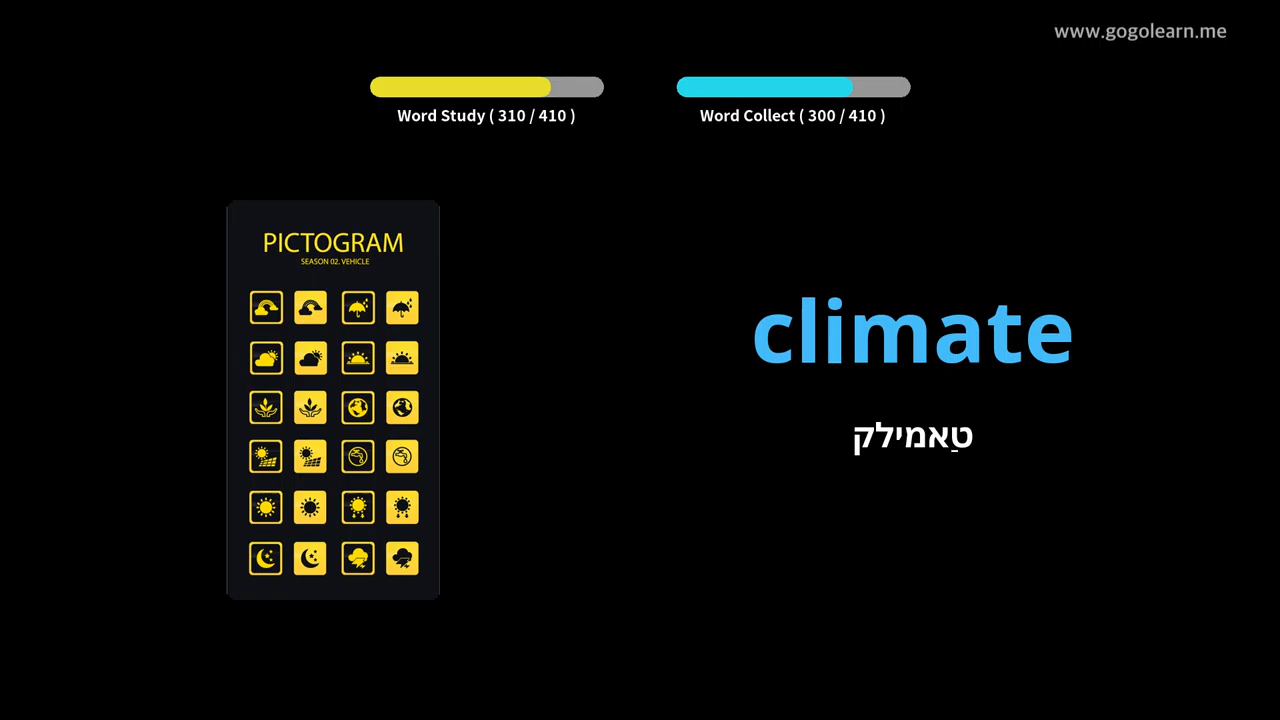 www.gogolearn.me
Word Study ( 310 / 410 )
Word Collect ( 300 / 410 )
PICTOGRAM
SEASON 02. VEHICLE
climate
טַאמילק